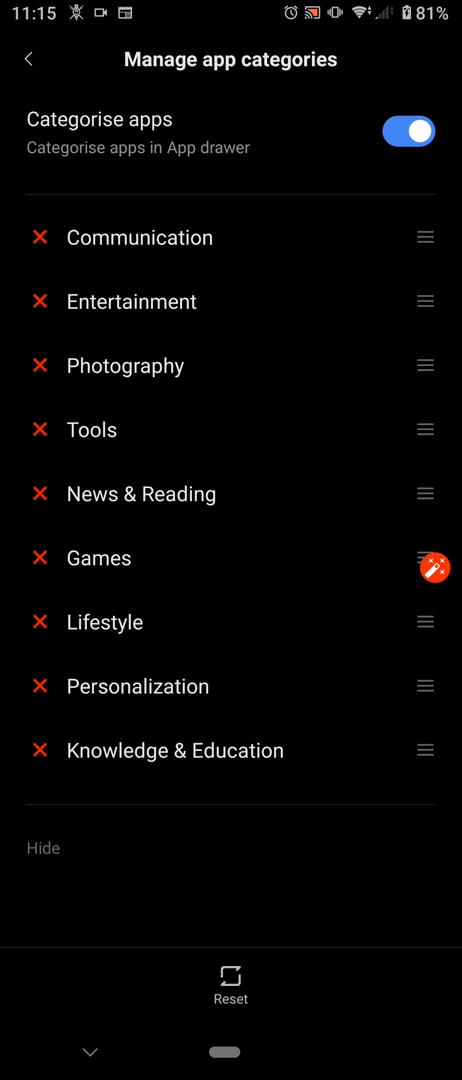 11:15 81%
Manage app categories
Categorise apps
Categorise apps in App drawer
Communication
Entertainment
Photography
Tools
News & Reading
Games
Lifestyle
Personalization
Knowledge & Education
Hide
Reset